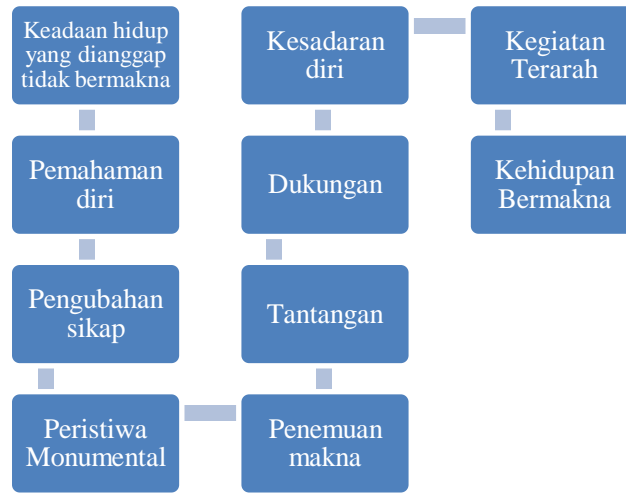 Keadaan hidup
yang dianggap
tidak bermakna
Pemahaman
diri
Pengubahan
sikap
Peristiwa
Monumental
Penemuan
makna
Tantangan
Dukungan
Kesadaran
diri
Kegiatan
Terarah
Kehidupan
Bermakna